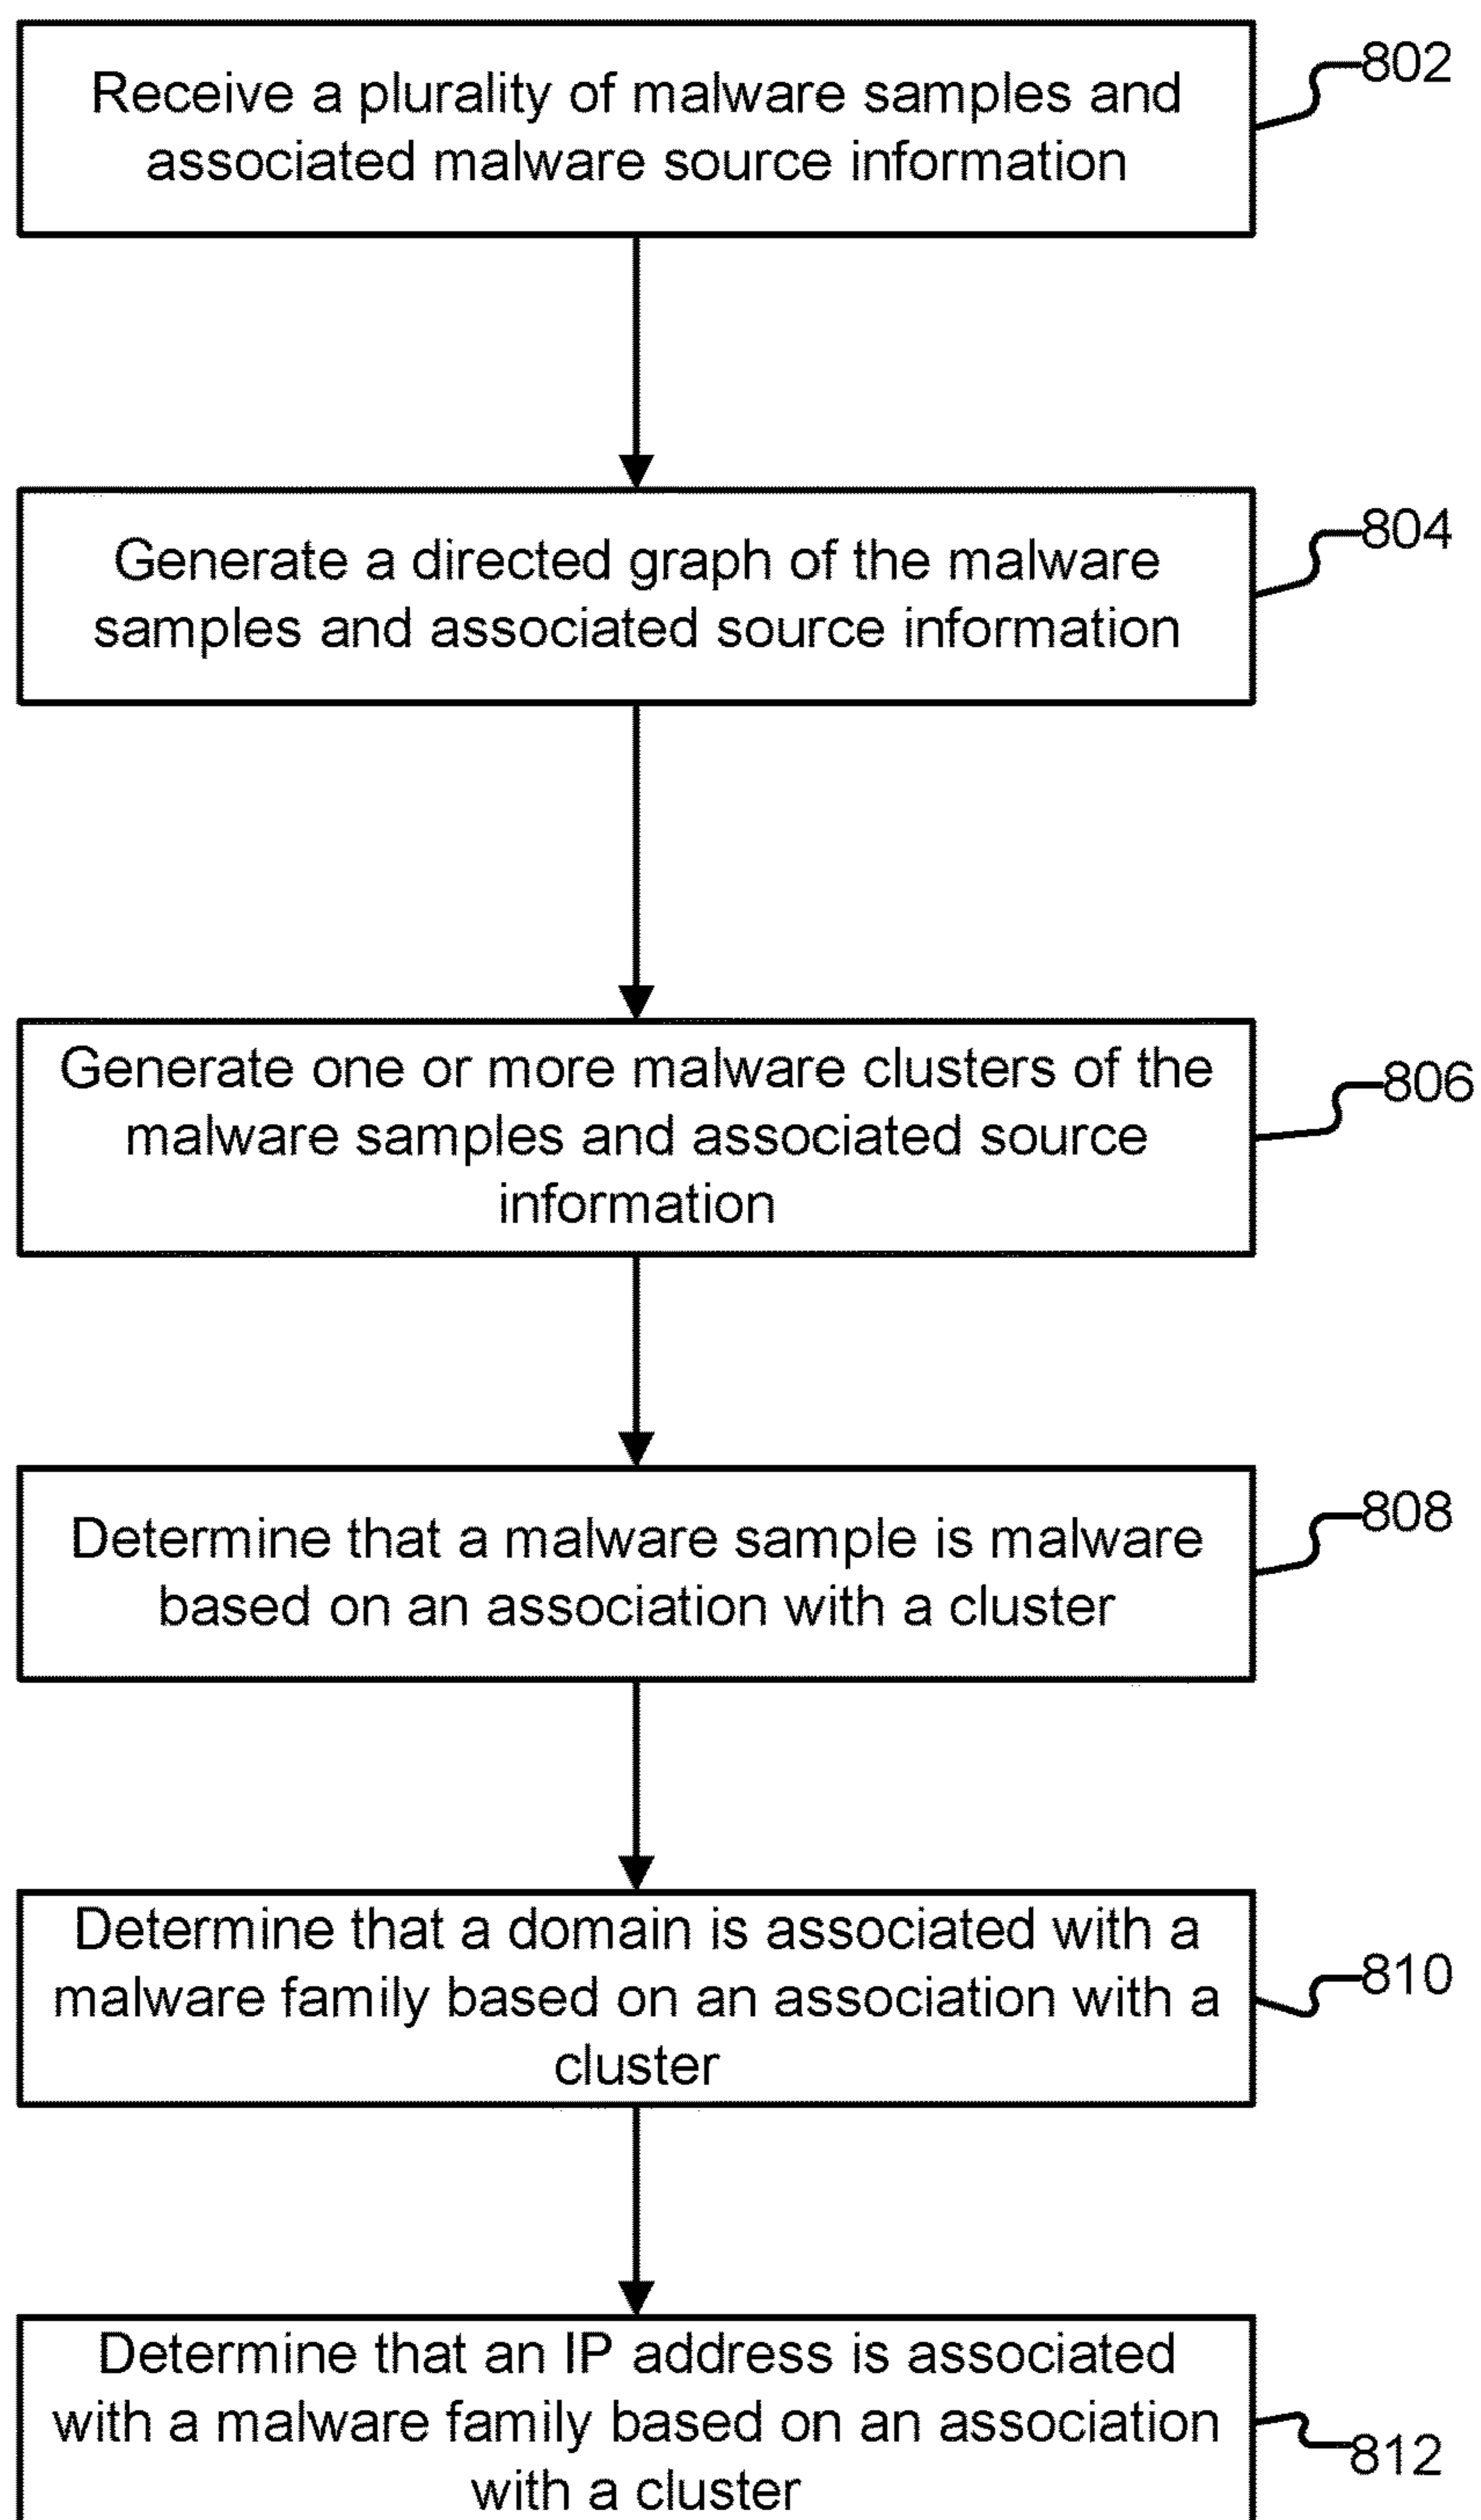 Receive a plurality of malware samples and
associated malware source information
802
Generate a directed graph of the malware
samples and associated source information
804
Generate one or more malware clusters of the
malware samples and associated source
information
806
Determine that a malware sample is malware
based on an association with a cluster
808
Determine that a domain is associated with a
malware family based on an association with a
cluster
810
Determine that an IP address is associated
with a malware family based on an association
with a cluster
812